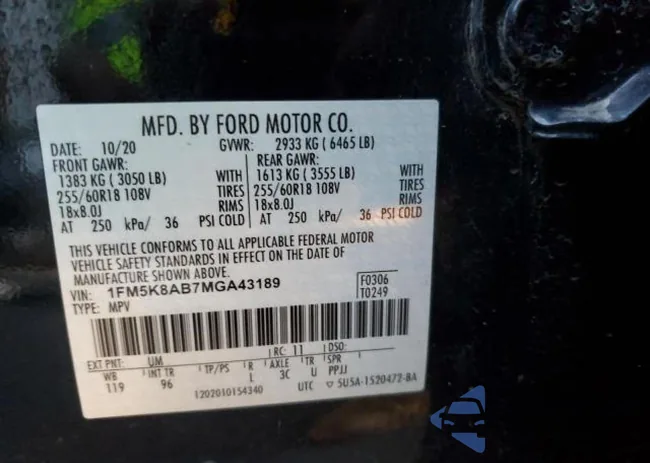 MFD. BY FORD MOTOR CO.
DATE: 10/20 GVWR: 2933 KG ( 6465 LB)
FRONT GAWR: REAR GAWR:
1383 KG ( 3050 LB) WITH 1613 KG ( 3555 LB) WITH
255/60R18 108V TIRES 255/60R18 108V TIRES
18x8.0J RIMS 18x8.0J RIMS
AT 250 kPa/ 36 PSI COLD AT 250 kPa/ 36 PSI COLD
THIS VEHICLE CONFORMS TO ALL APPLICABLE FEDERAL MOTOR
VEHICLE SAFETY STANDARDS IN EFFECT ON THE DATE OF
MANUFACTURE SHOWN ABOVE.
VIN: 1FM5K8AB7MGA43189 F0306
TYPE: MPV T0249
EXT PNT: UM RC: 11 DSO:
WB INT TR TP/PS R AXLE TR SPR
119 96 L 3C U PPJJ
1202010154340 UTC 5U5A-1520472-BA